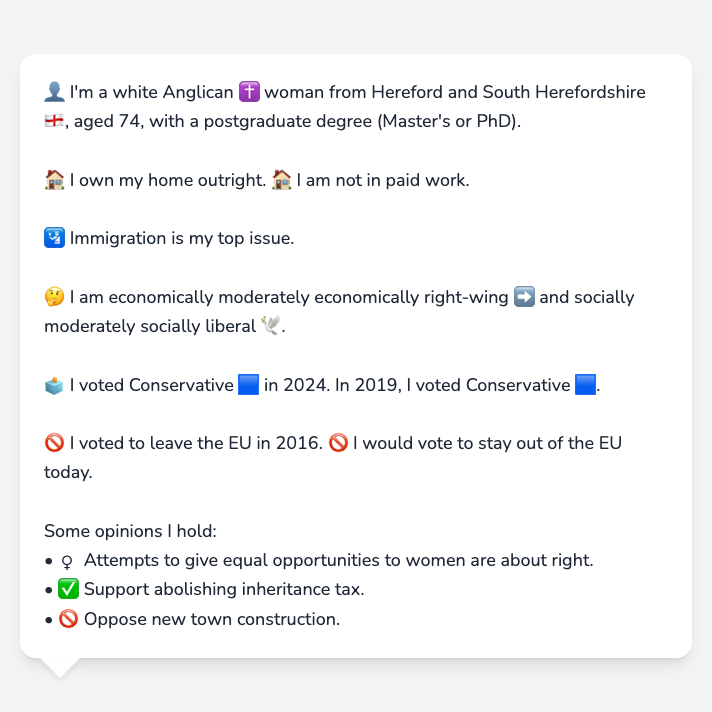 👤 I'm a white Anglican ✝️ woman from Hereford and South Herefordshire
🏴󠁧󠁢󠁥󠁮󠁧󠁿, aged 74, with a postgraduate degree (Master's or PhD).
🏠 I own my home outright. 🏠 I am not in paid work.
🛂 Immigration is my top issue.
🤔 I am economically moderately economically right-wing ➡️ and socially
moderately socially liberal 🕊️.
🗳️ I voted Conservative 🟦 in 2024. In 2019, I voted Conservative 🟦.
🚫 I voted to leave the EU in 2016. 🚫 I would vote to stay out of the EU
today.
Some opinions I hold:
• ♀ Attempts to give equal opportunities to women are about right.
• ✅ Support abolishing inheritance tax.
• 🚫 Oppose new town construction.